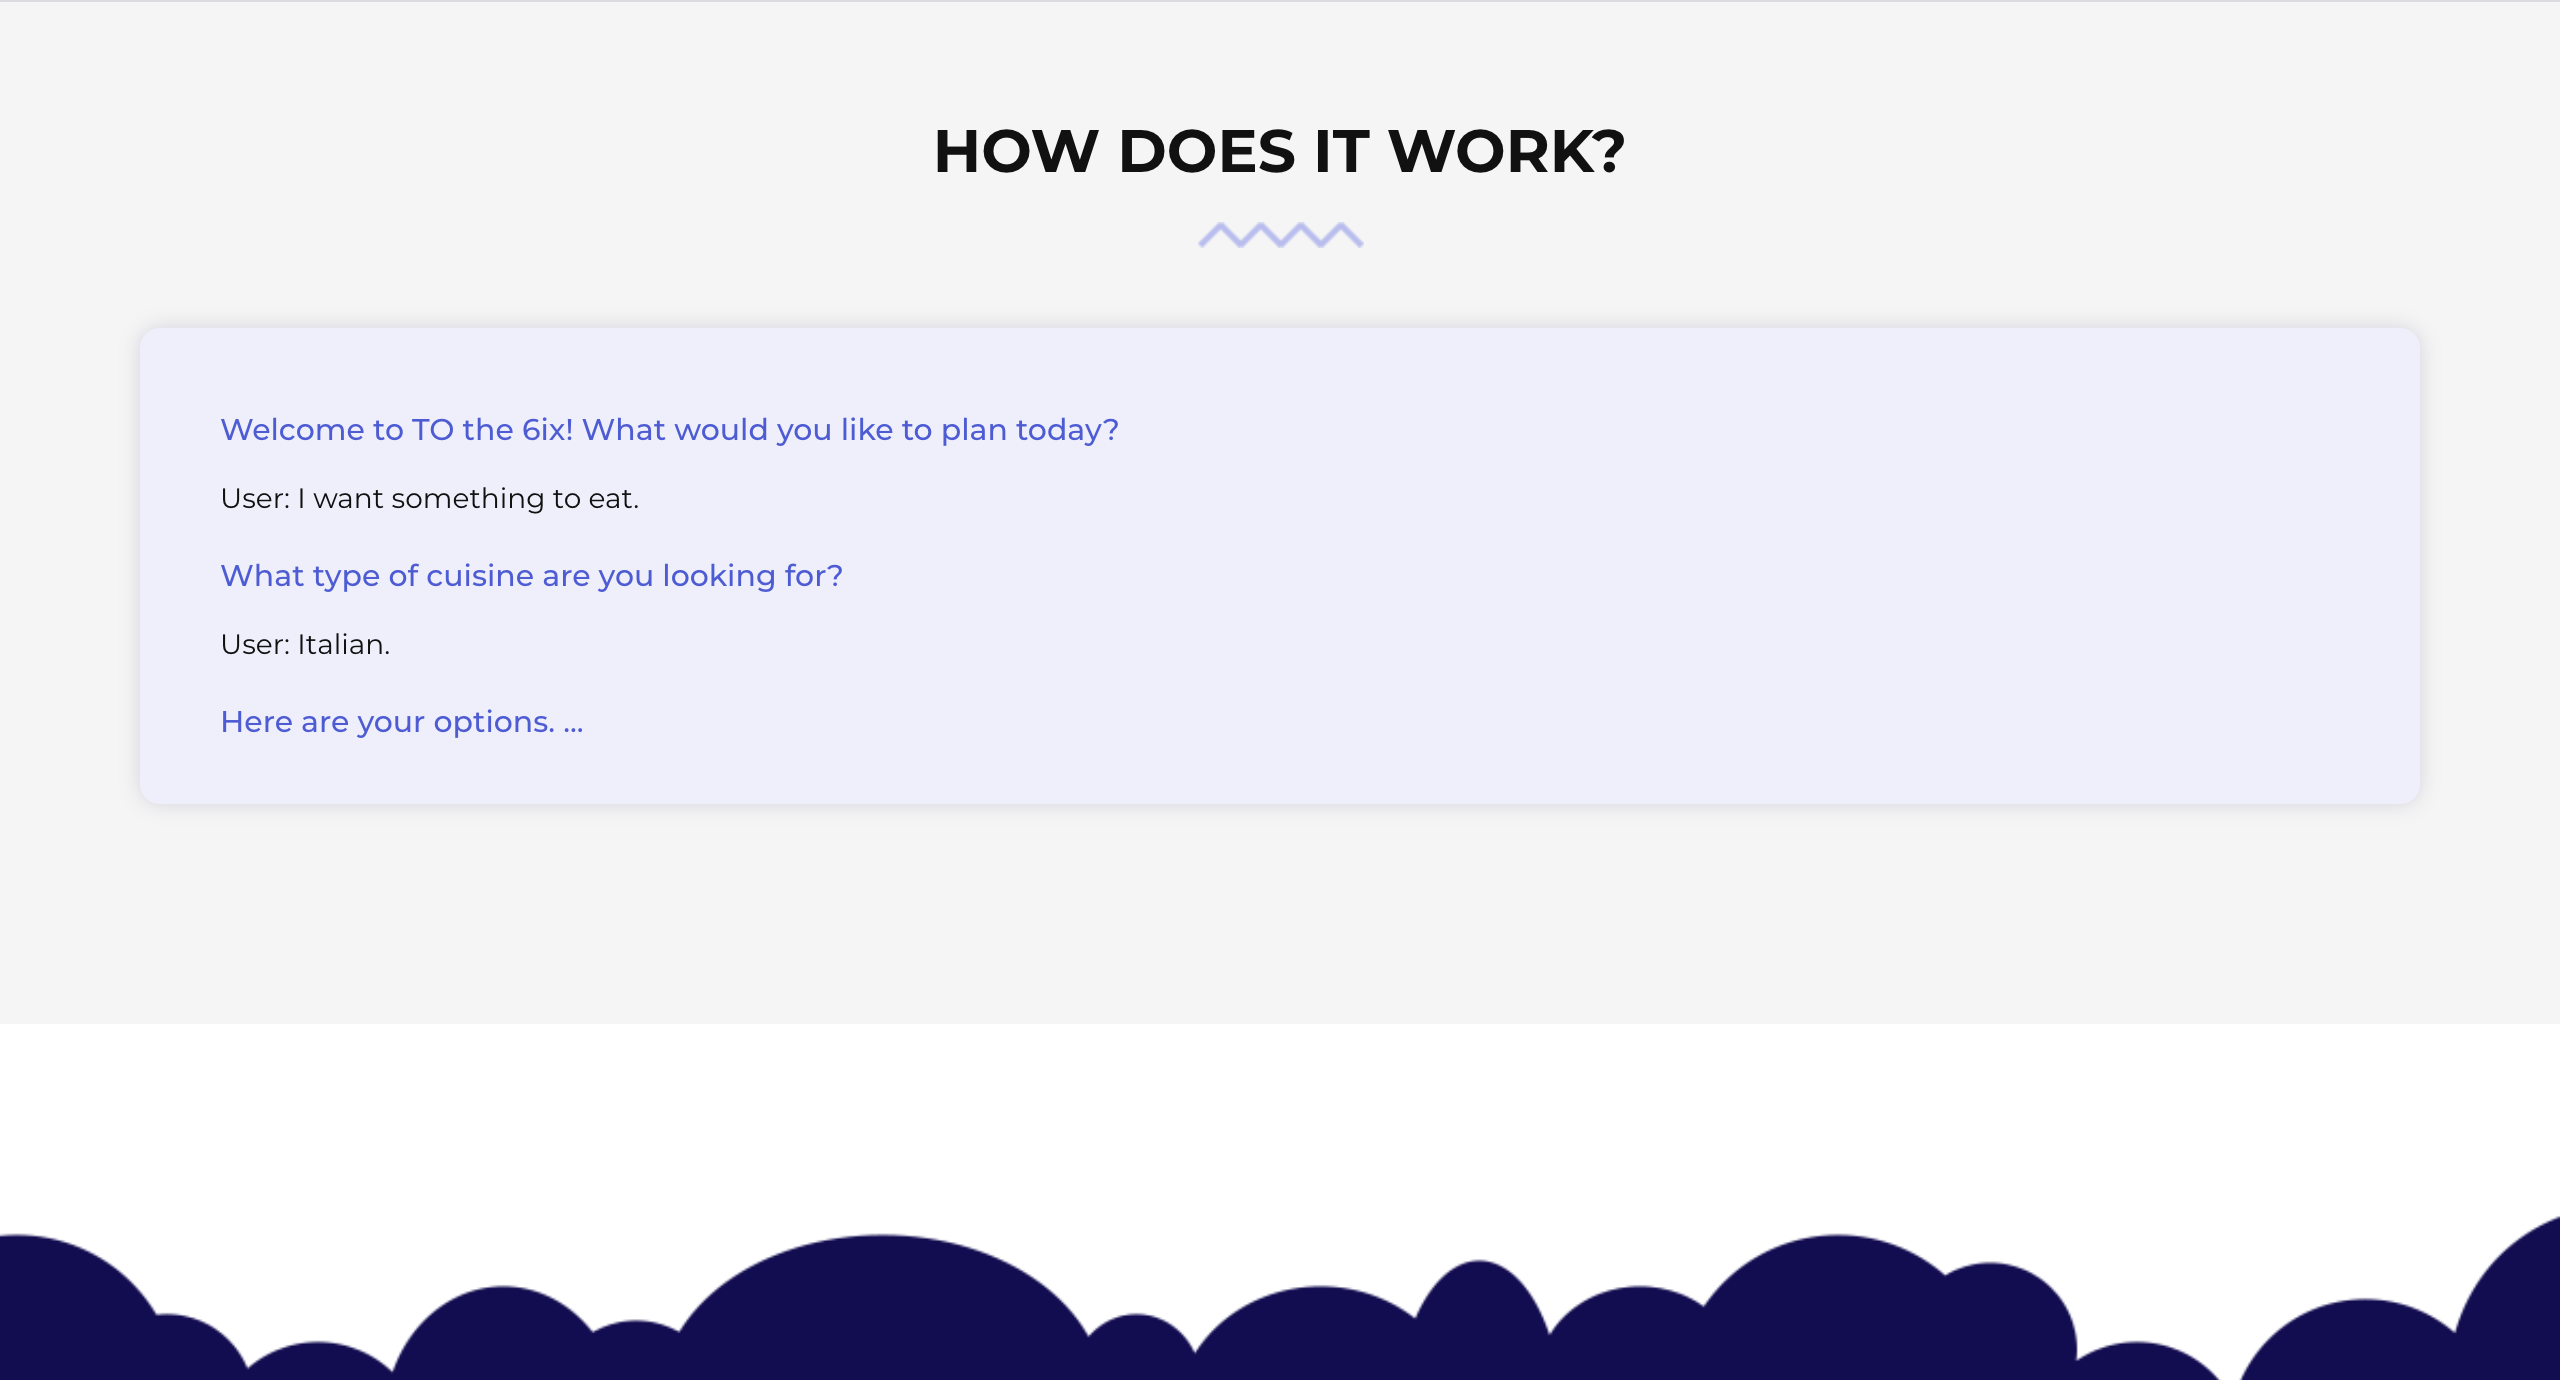 HOW DOES IT WORK?
Welcome to TO the 6ix! What would you like to plan today?
User: I want something to eat.
What type of cuisine are you looking for?
User: Italian.
Here are your options. ...